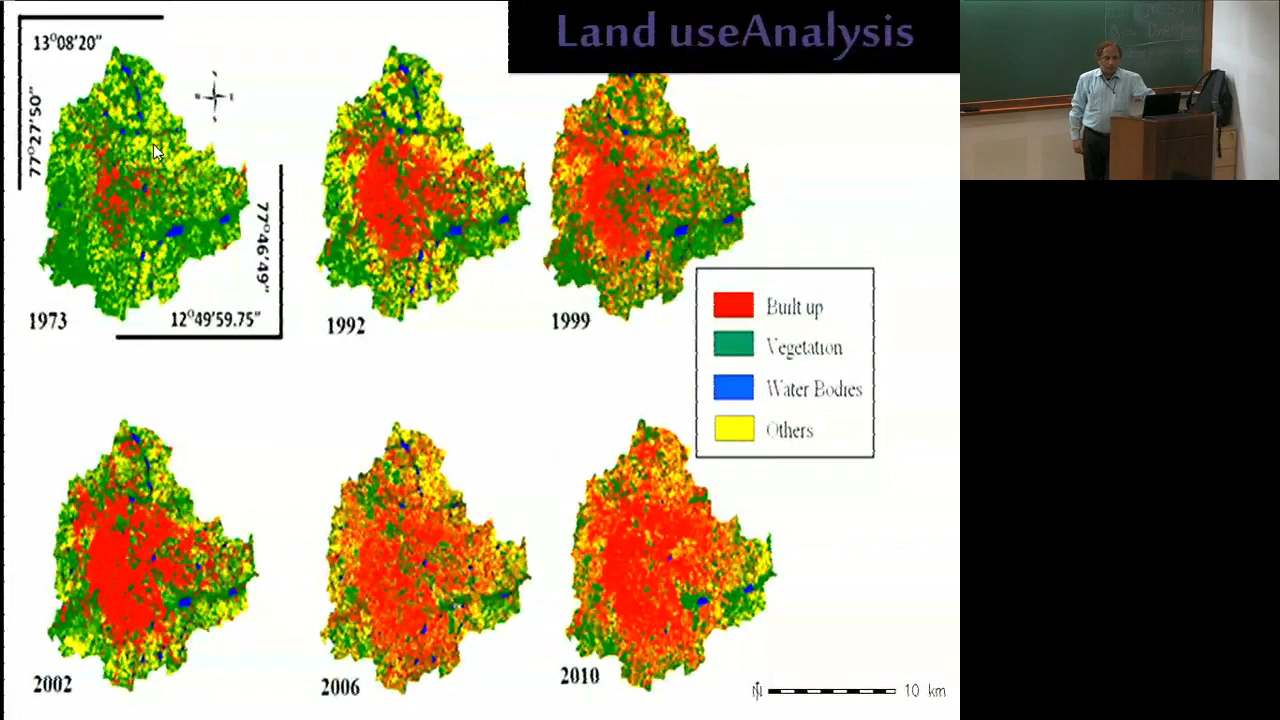 Land useAnalysis
13°08'20"
77°27'50"
N
E
77°46'49"
12°49'59.75"
1973
1992
1999
Built up
Vegetation
Water Bodies
Others
2002
2006
2010
N
10 km